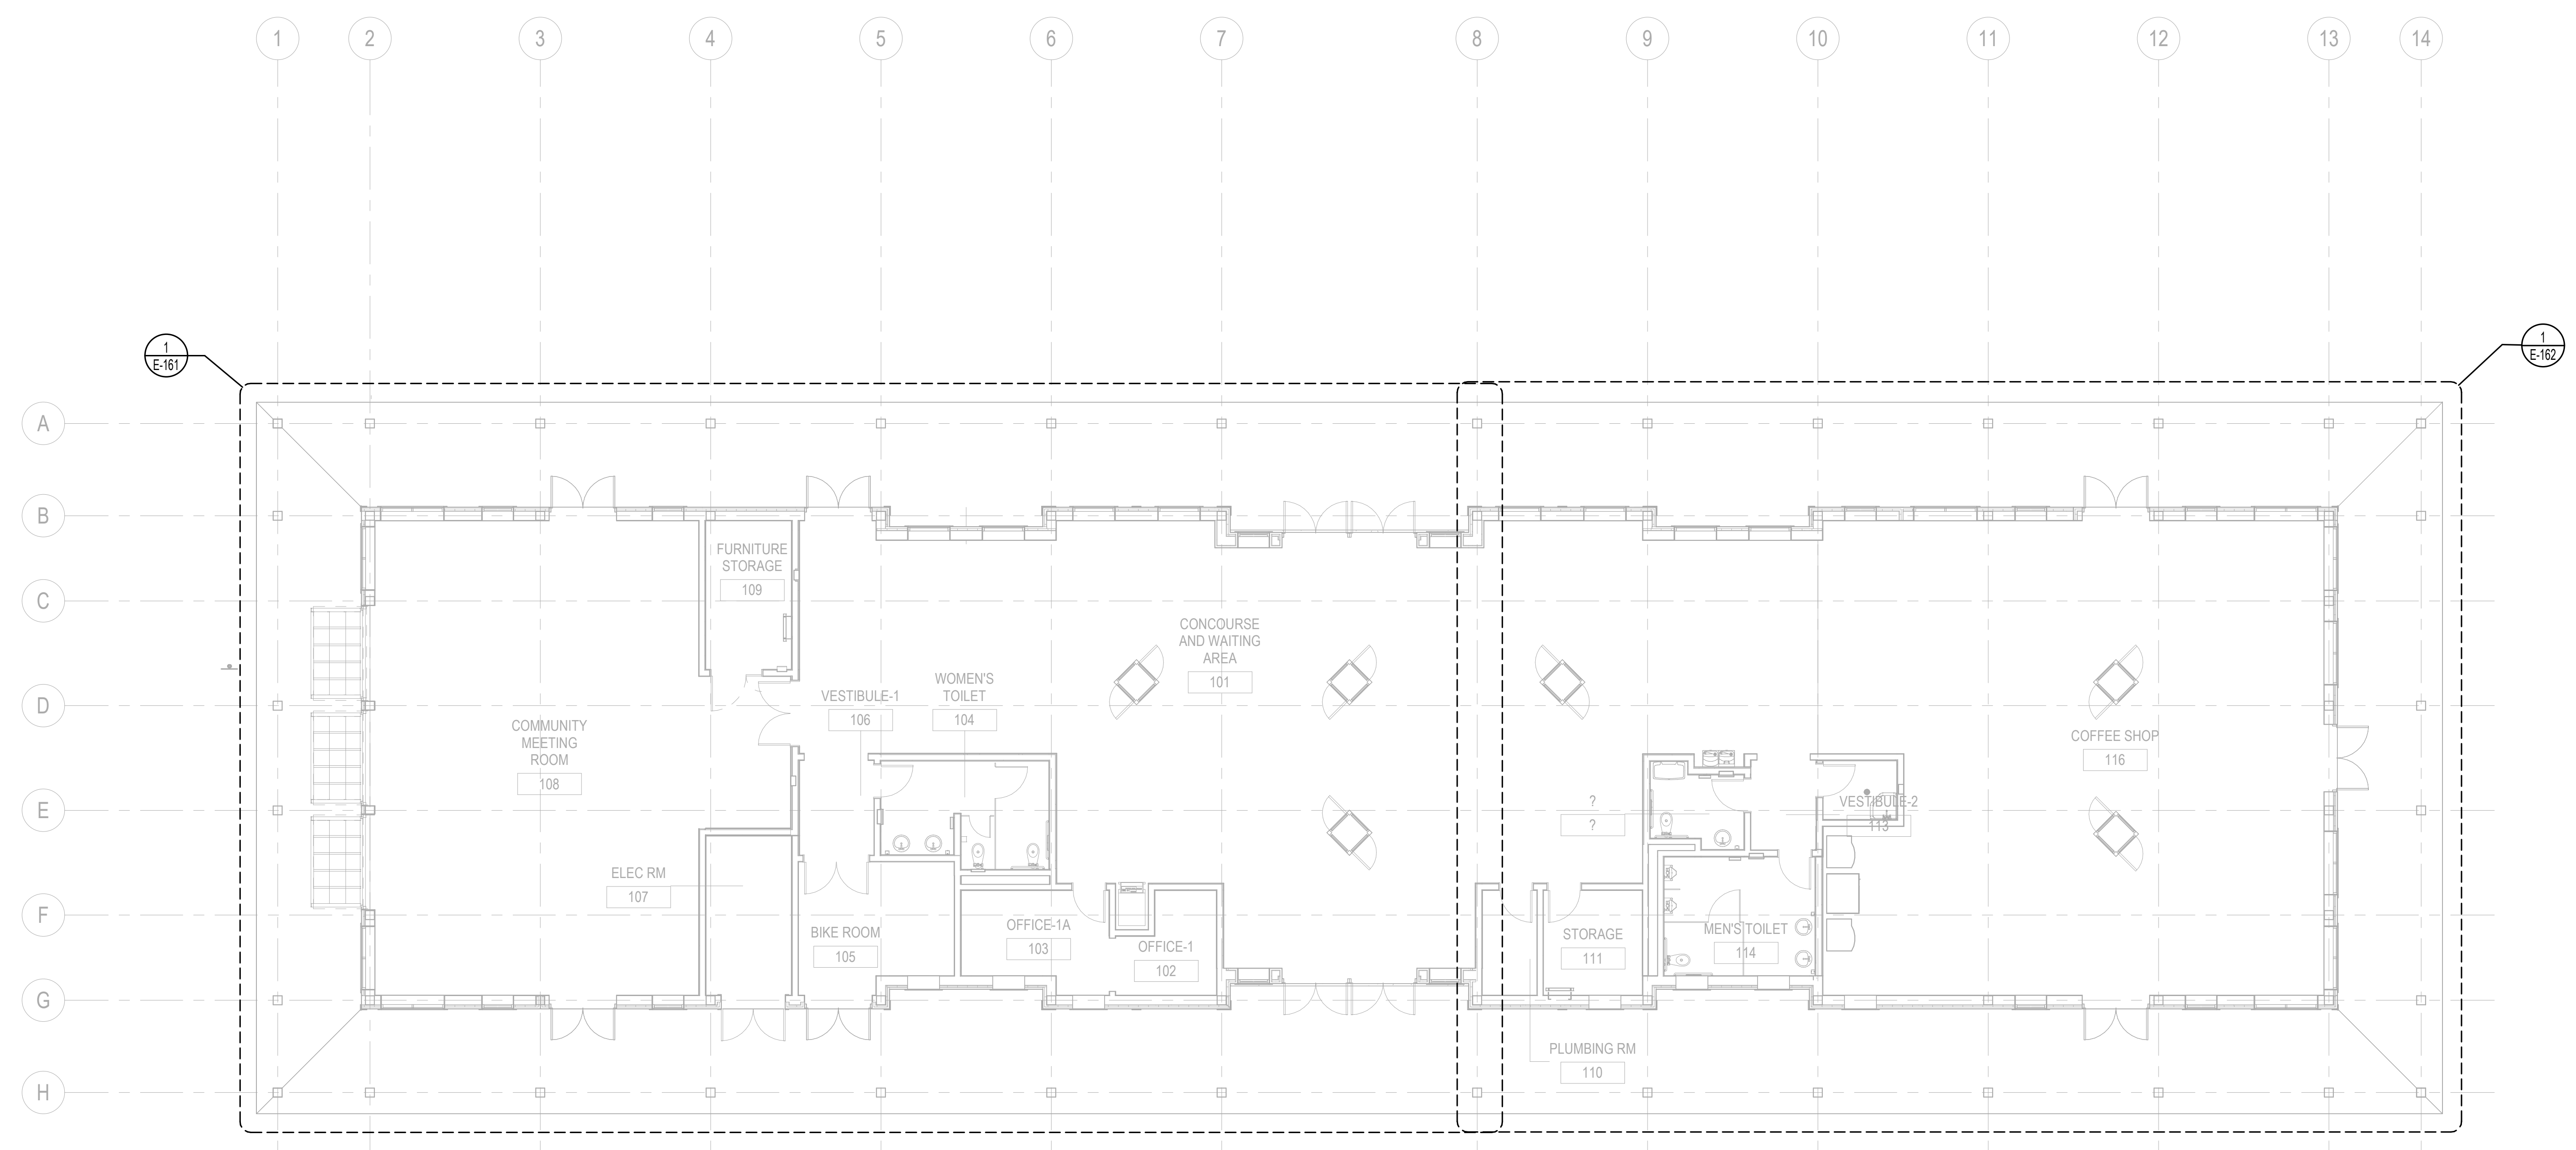 1
2
3
4
5
6
7
8
9
10
11
12
13
14
1
E-161
1
E-162
A
B
C
D
E
F
G
H
FURNITURE
STORAGE
109
CONCOURSE
AND WAITING
AREA
101
WOMEN'S
TOILET
104
VESTIBULE-1
106
COMMUNITY
MEETING
ROOM
108
COFFEE SHOP
116
?
?
VESTIBULE-2
113
ELEC RM
107
BIKE ROOM
105
OFFICE-1A
103
OFFICE-1
102
STORAGE
111
MEN'S TOILET
114
PLUMBING RM
110